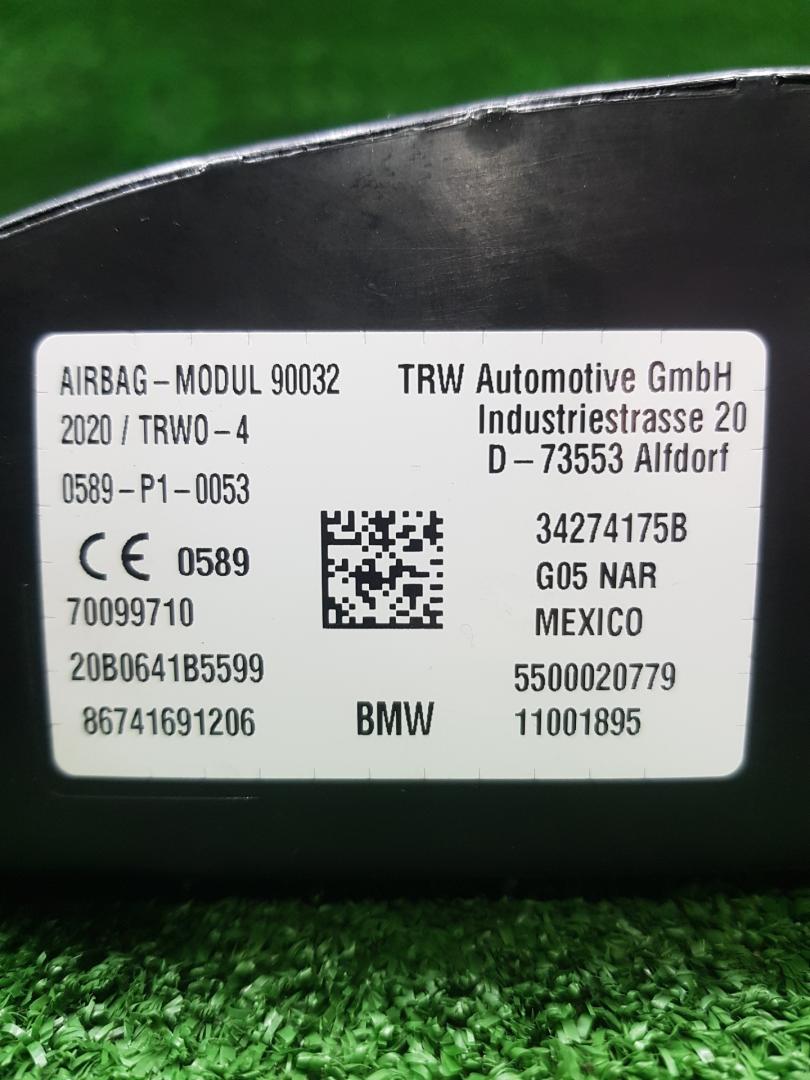 AIRBAG-MODUL 90032
2020 / TRWO-4
0589-P1-0053
TRW Automotive GmbH
Industriestrasse 20
D-73553 Alfdorf
CE 0589
70099710
20B0641B5599
86741691206
BMW
34274175B
G05 NAR
MEXICO
5500020779
11001895